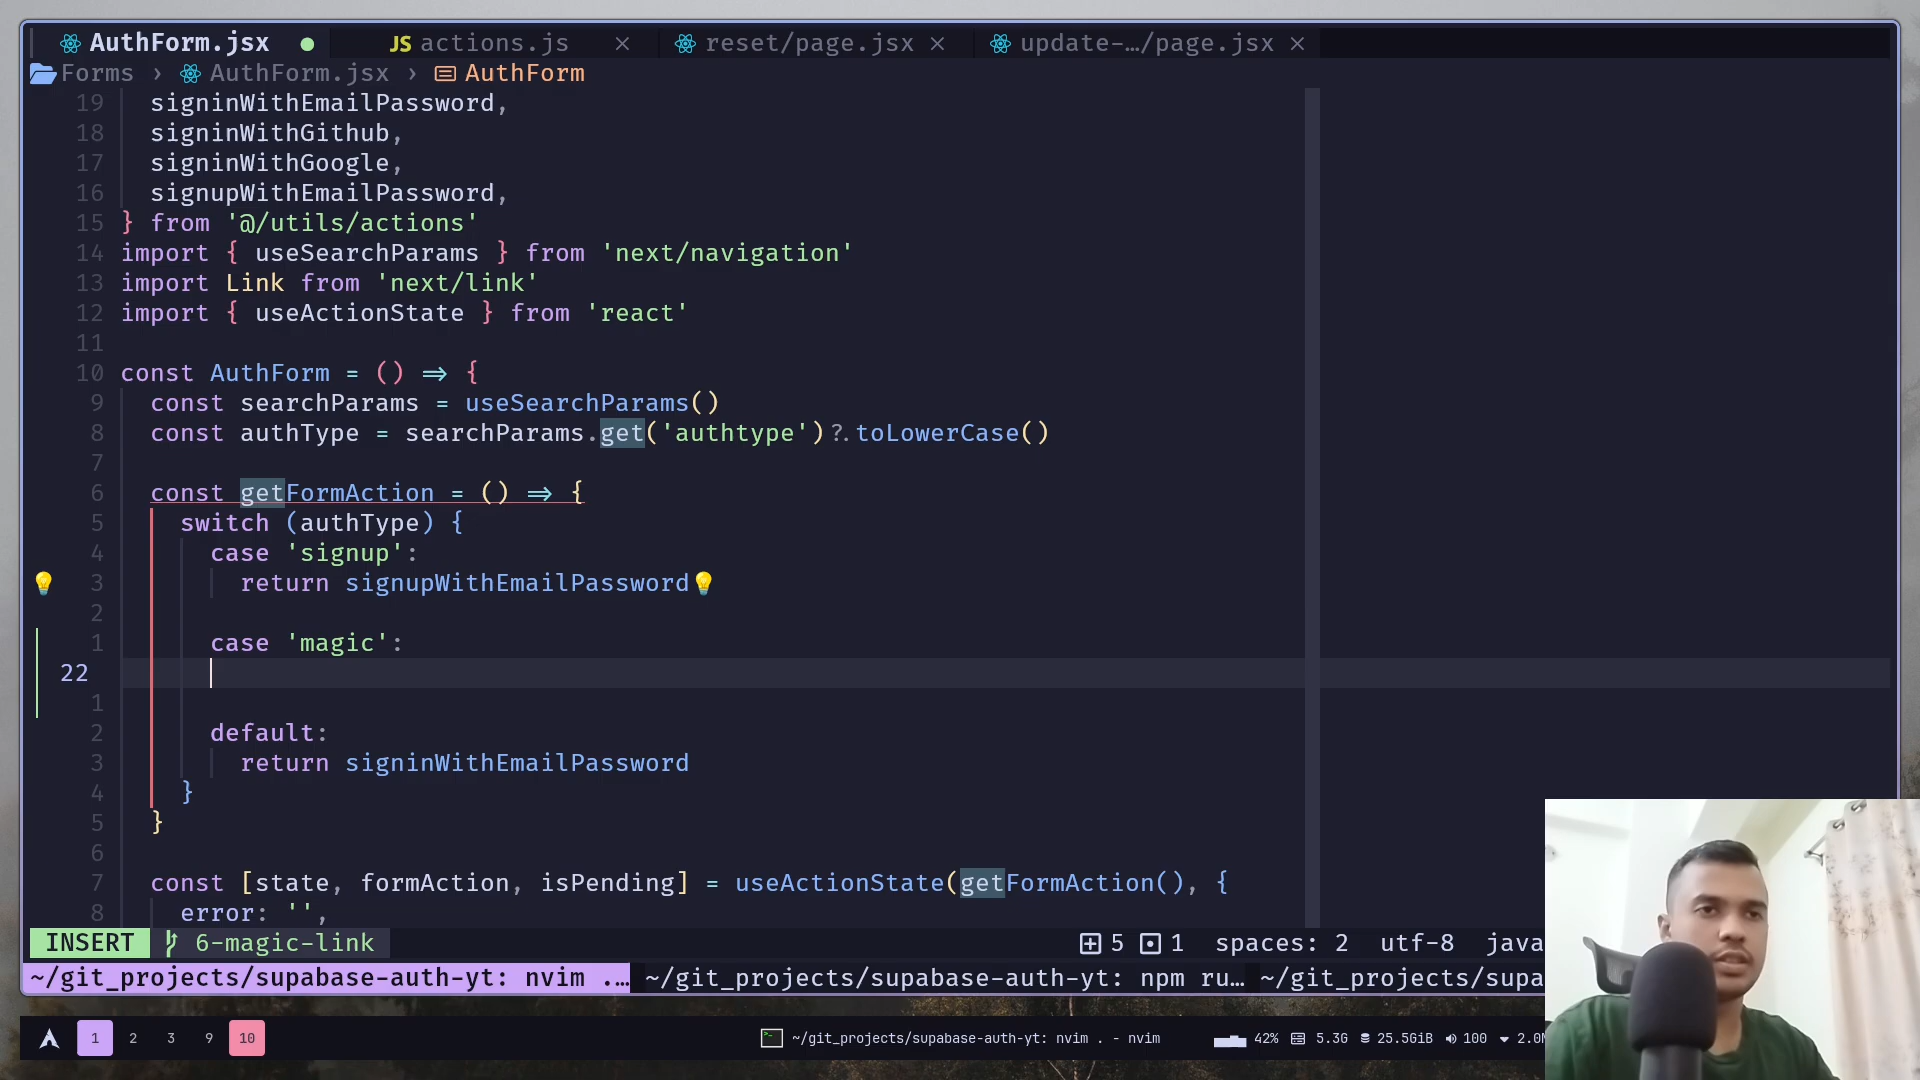 AuthForm.jsx ● JS actions.js × reset/page.jsx × update-…/page.jsx ×
Forms › AuthForm.jsx › AuthForm
19 signinWithEmailPassword,
18 signinWithGithub,
17 signinWithGoogle,
16 signupWithEmailPassword,
15 } from '@/utils/actions'
14 import { useSearchParams } from 'next/navigation'
13 import Link from 'next/link'
12 import { useActionState } from 'react'
11
10 const AuthForm = () => {
9 const searchParams = useSearchParams()
8 const authType = searchParams.get('authtype')?.toLowerCase()
7
6 const getFormAction = () => {
5 switch (authType) {
4 case 'signup':
3 return signupWithEmailPassword
2
1 case 'magic':
22
1
2 default:
3 return signinWithEmailPassword
4 }
5 }
6
7 const [state, formAction, isPending] = useActionState(getFormAction(), {
8 error: '',
INSERT 6-magic-link 5 1 spaces: 2 utf-8 java
~/git_projects/supabase-auth-yt: nvim .… ~/git_projects/supabase-auth-yt: npm ru… ~/git_projects/supa
1 2 3 9 10 ~/git_projects/supabase-auth-yt: nvim . - nvim 42% 5.3G 25.5GiB 100 2.0